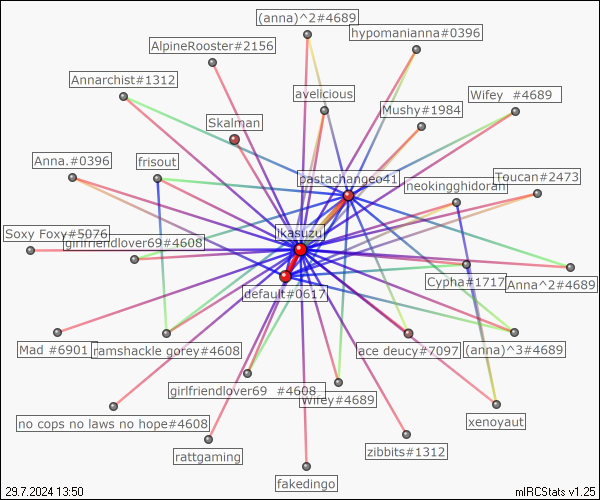 (anna)^2#4689
hypomanianna#0396
AlpineRooster#2156
Annarchist#1312
avelicious
Wifey #4689
Mushy#1984
Skalman
Anna.#0396
frisout
pastachangeo41
neokingghidorah
Toucan#2473
Soxy Foxy#5076
girlfriendlover69#4608
ikasuzu
Cypha#1717
Anna^2#4689
default#0617
Mad #6901
ramshackle gorey#4608
ace deucy#7097
(anna)^3#4689
girlfriendlover69 #4608
Wifey#4689
no cops no laws no hope#4608
xenoyaut
rattgaming
zibbits#1312
fakedingo
29.7.2024 13:50
mIRCStats v1.25